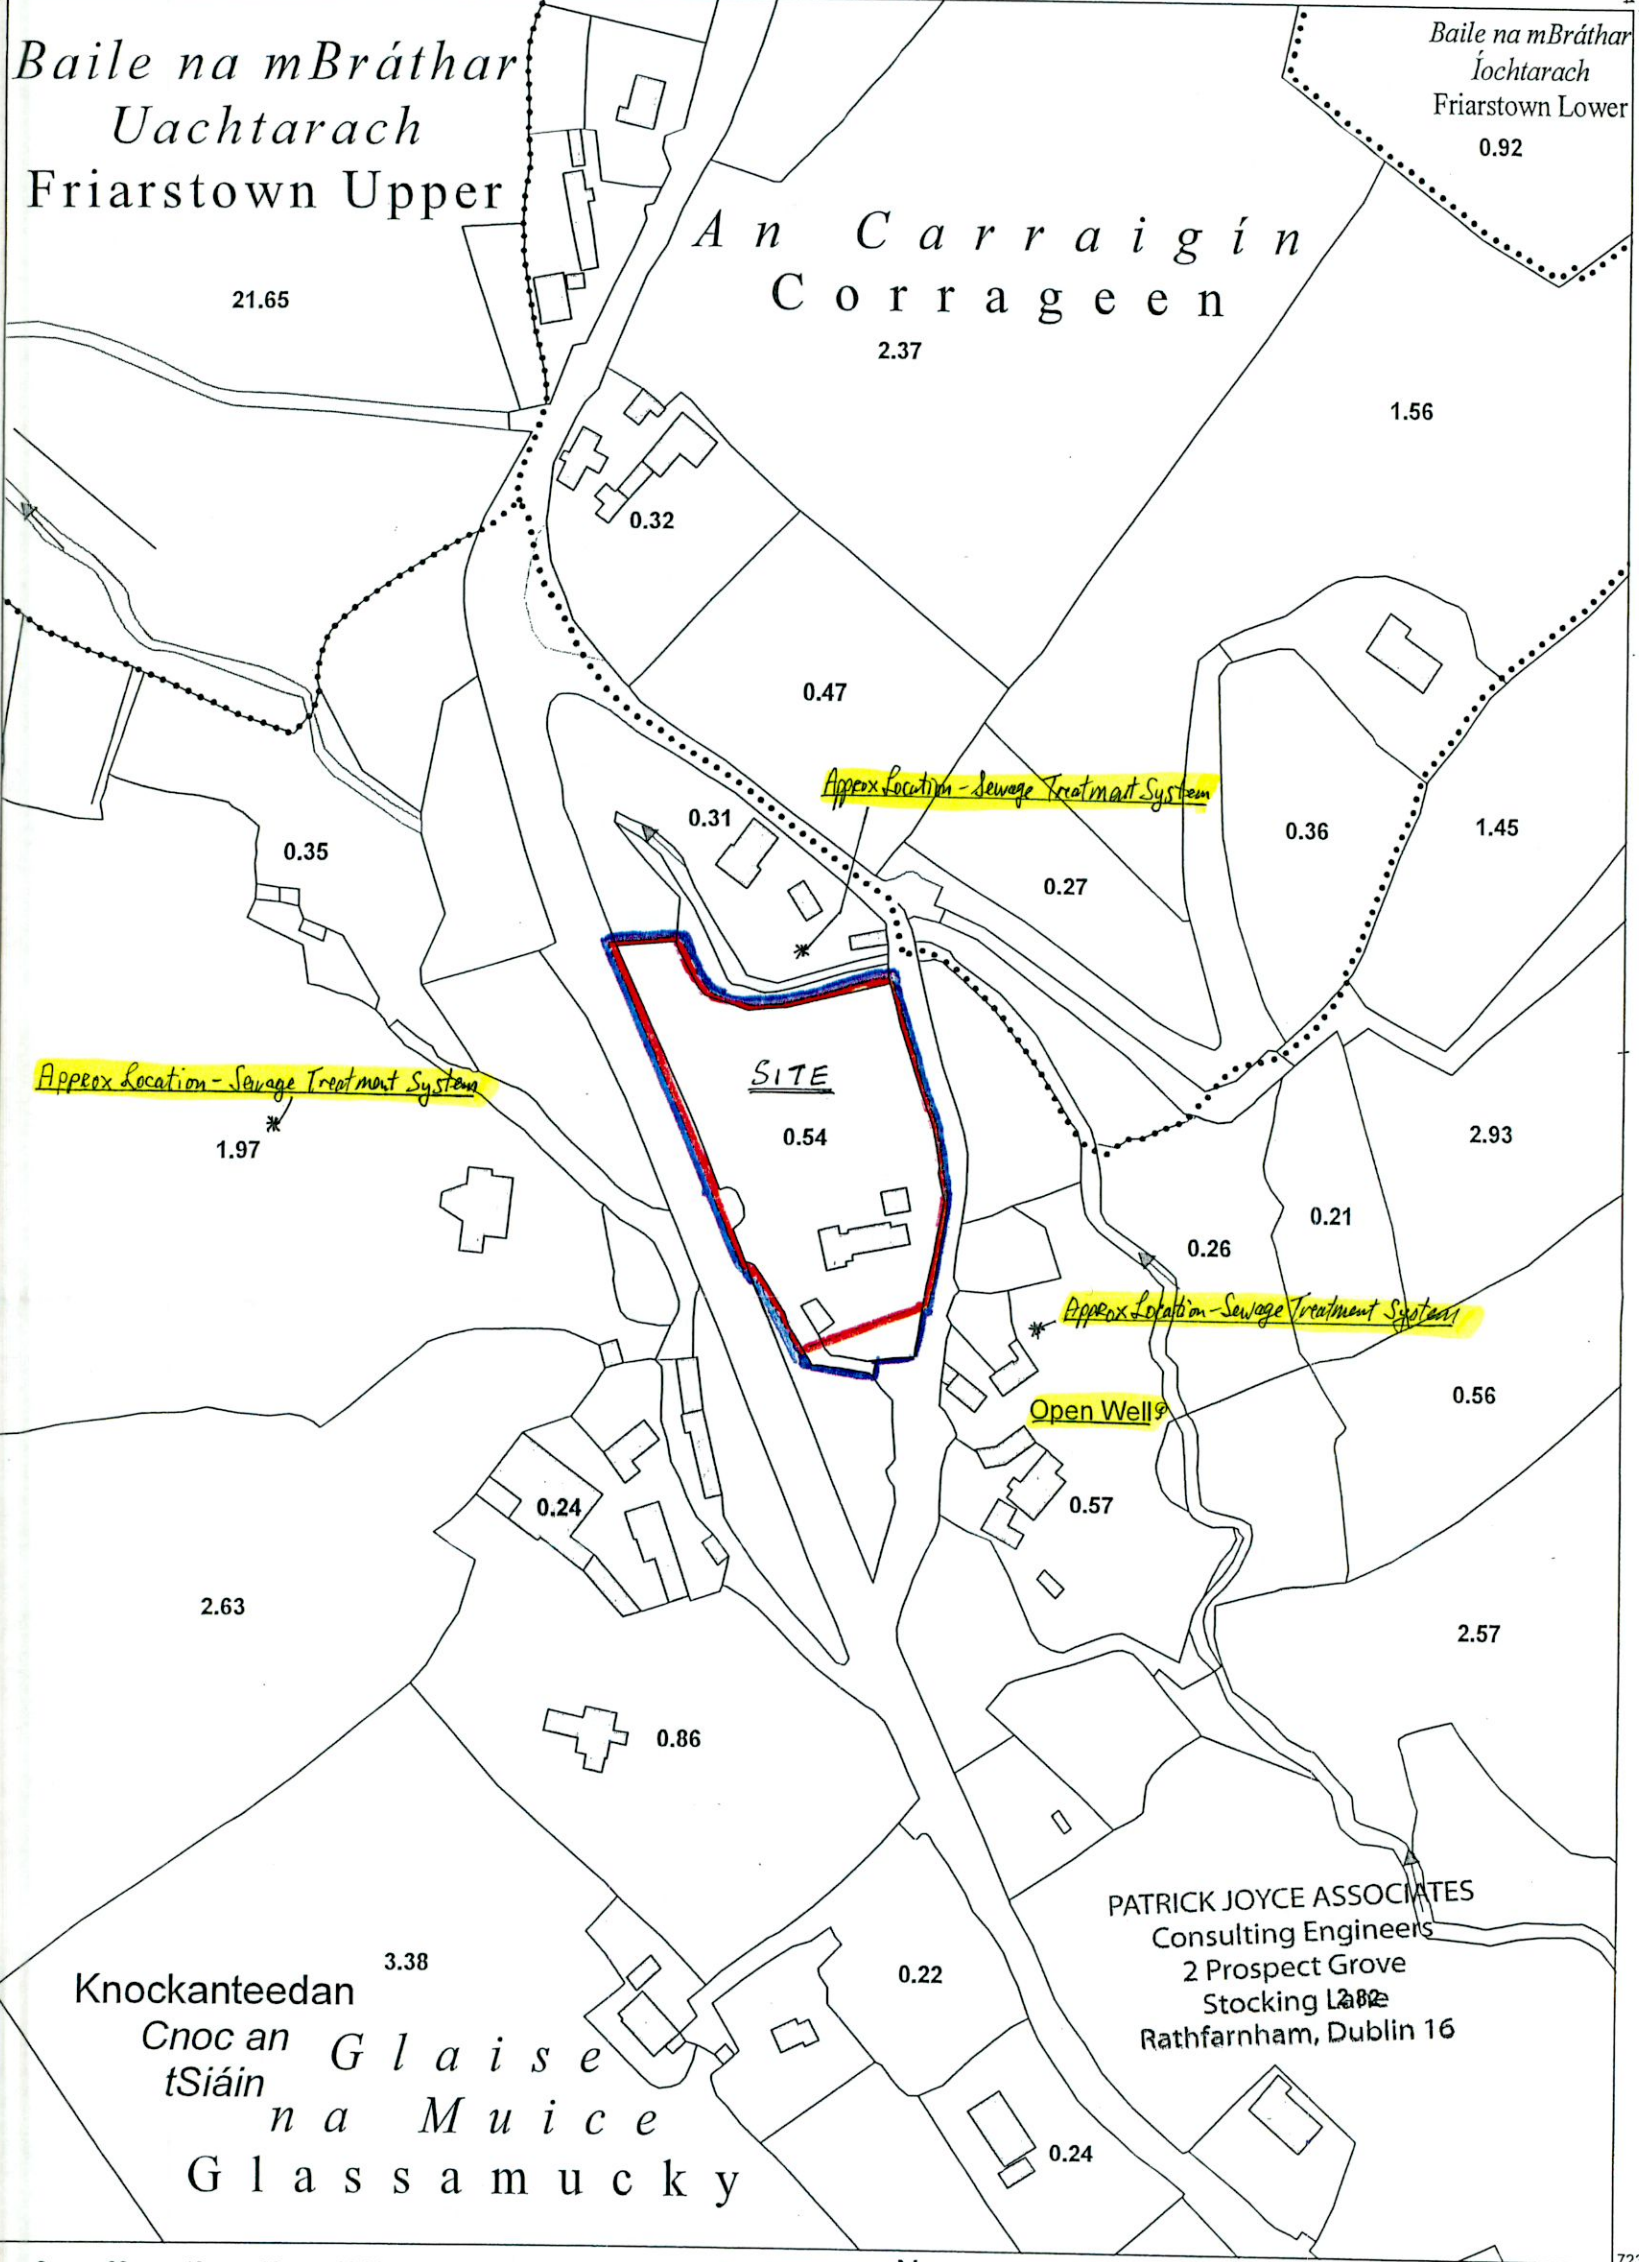 Baile na mBráthar
Uachtarach
Friarstown Upper
Baile na mBráthar
Íochtarach
Friarstown Lower
0.92
An Carraigín
Corrageen
21.65
2.37
1.56
0.32
0.47
Approx Location - Sewage Treatment System
0.31
0.36
1.45
0.35
0.27
SITE
Approx Location - Sewage Treatment System
0.54
1.97
2.93
0.21
0.26
Approx Location - Sewage Treatment System
0.56
Open Well
0.24
0.57
2.63
2.57
0.86
PATRICK JOYCE ASSOCIATES
Consulting Engineers
2 Prospect Grove
Stocking Lane
2.82
Rathfarnham, Dublin 16
3.38
0.22
Knockanteedan
Cnoc an
tSiáin
Glaise
na Muice
Glassamucky
0.24